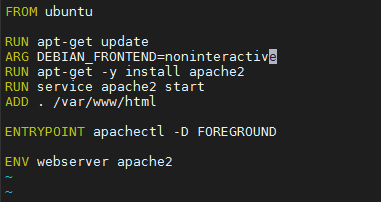 FROM ubuntu
RUN apt-get update
ARG DEBIAN_FRONTEND=noninteractive
RUN apt-get -y install apache2
RUN service apache2 start
ADD . /var/www/html
ENTRYPOINT apachectl -D FOREGROUND
ENV webserver apache2
~
~